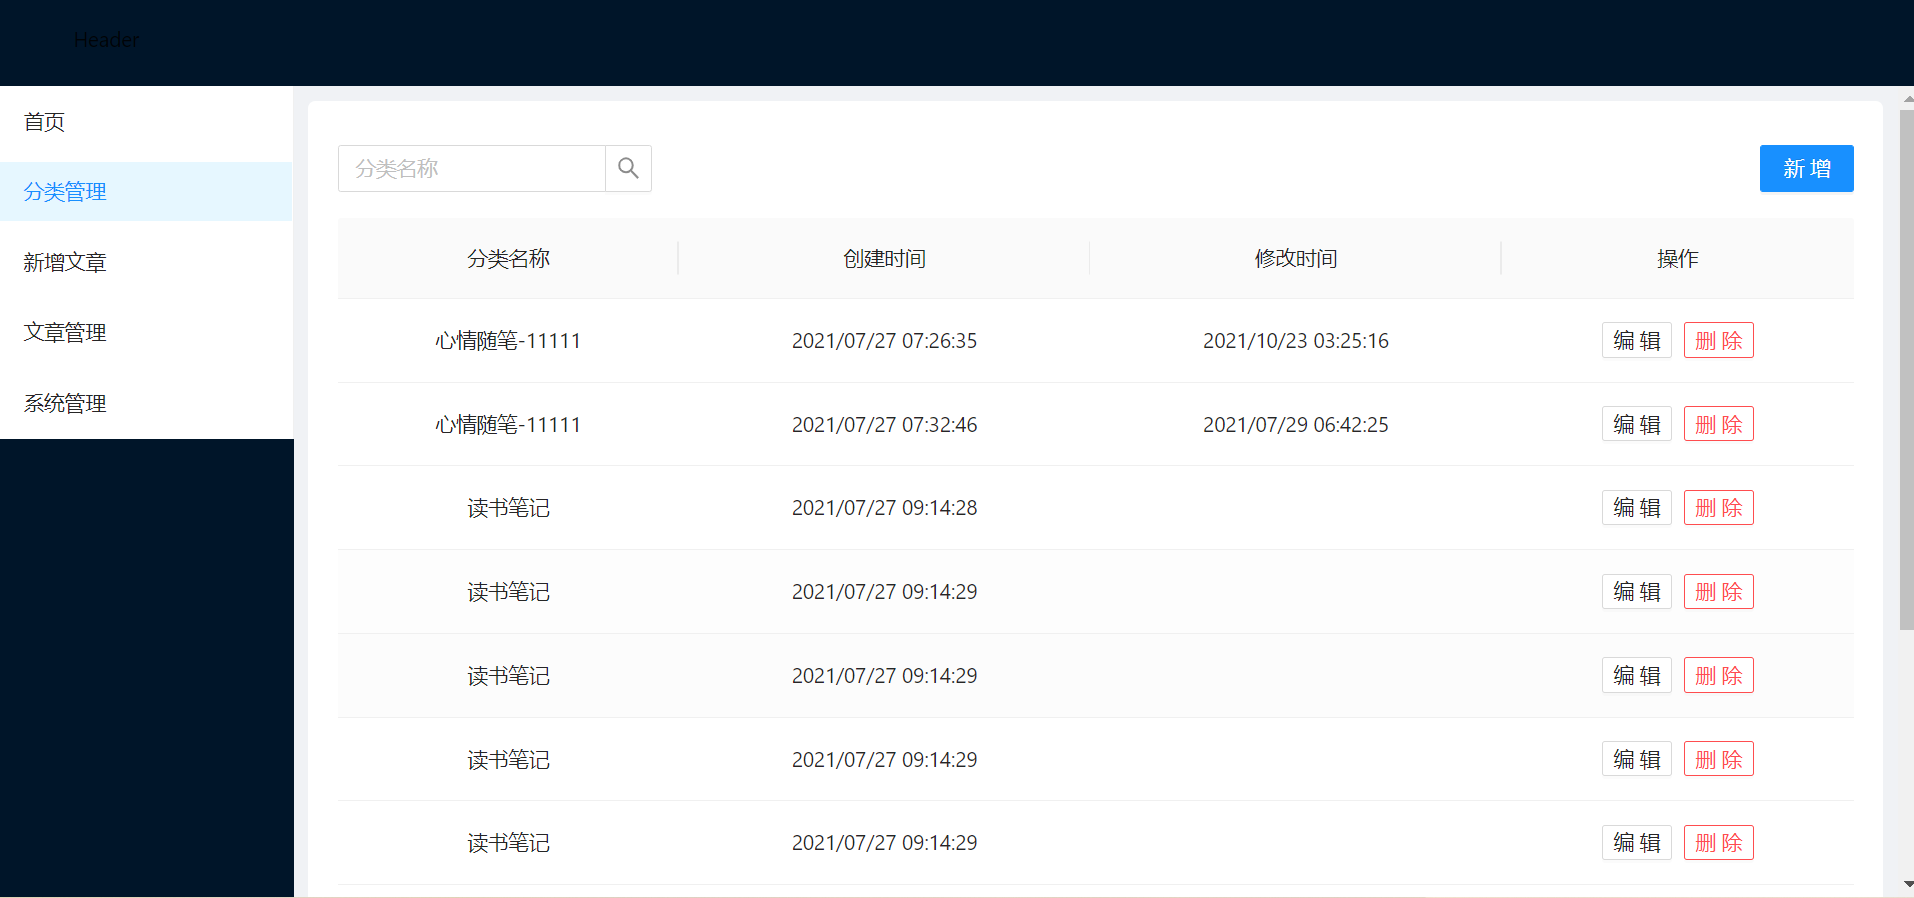 Header
首页
分类管理
新增文章
文章管理
系统管理
分类名称
新 增
分类名称 创建时间 修改时间 操作
心情随笔-11111 2021/07/27 07:26:35 2021/10/23 03:25:16 编 辑 删 除
心情随笔-11111 2021/07/27 07:32:46 2021/07/29 06:42:25 编 辑 删 除
读书笔记 2021/07/27 09:14:28 编 辑 删 除
读书笔记 2021/07/27 09:14:29 编 辑 删 除
读书笔记 2021/07/27 09:14:29 编 辑 删 除
读书笔记 2021/07/27 09:14:29 编 辑 删 除
读书笔记 2021/07/27 09:14:29 编 辑 删 除